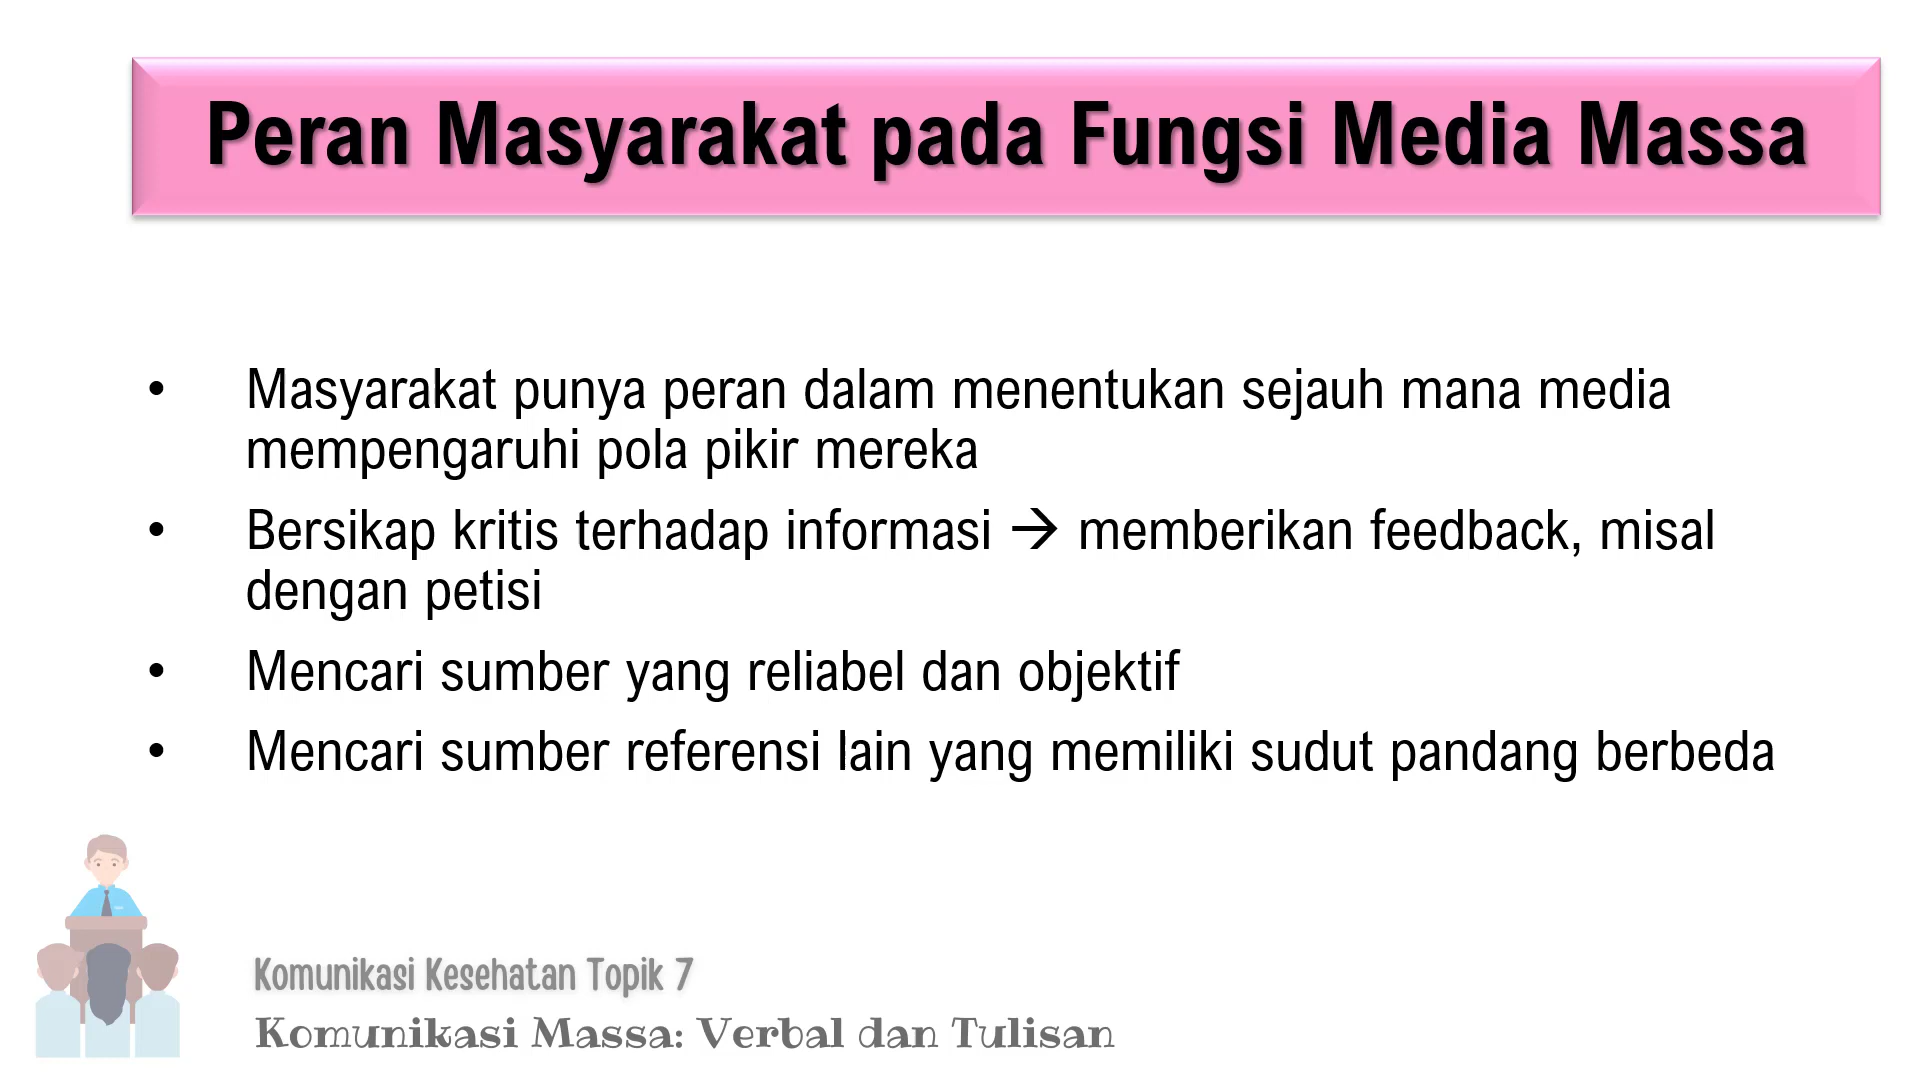 Peran Masyarakat pada Fungsi Media Massa
• Masyarakat punya peran dalam menentukan sejauh mana media
mempengaruhi pola pikir mereka
• Bersikap kritis terhadap informasi → memberikan feedback, misal
dengan petisi
• Mencari sumber yang reliabel dan objektif
• Mencari sumber referensi lain yang memiliki sudut pandang berbeda
Komunikasi Kesehatan Topik 7
Komunikasi Massa: Verbal dan Tulisan